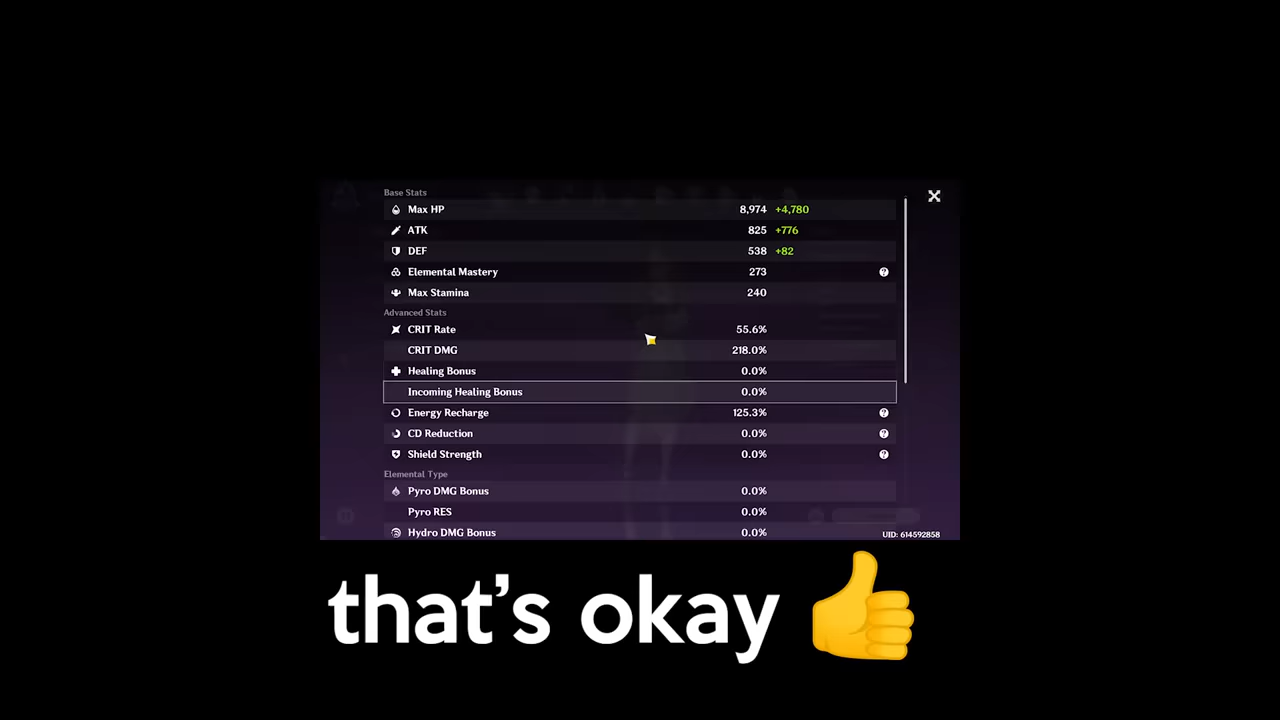 Base Stats
Max HP 8,974 +4,780
ATK 825 +776
DEF 538 +82
Elemental Mastery 273
Max Stamina 240
Advanced Stats
CRIT Rate 55.6%
CRIT DMG 218.0%
Healing Bonus 0.0%
Incoming Healing Bonus 0.0%
Energy Recharge 125.3%
CD Reduction 0.0%
Shield Strength 0.0%
Elemental Type
Pyro DMG Bonus 0.0%
Pyro RES 0.0%
Hydro DMG Bonus 0.0%
UID: 614592858
that's okay 👍